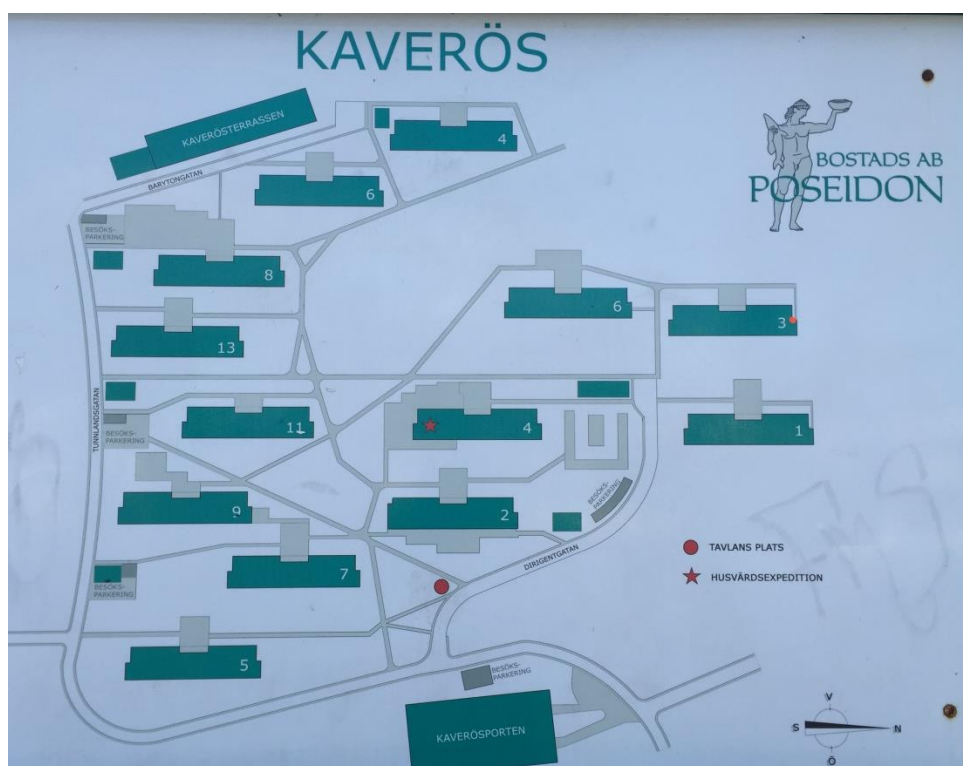 KAVERÖS
KAVERÖSTERRASSEN
4
BARYTONGATAN
6
BOSTADS AB
POSEIDON
BESÖKS-
PARKERING
8
6
3
13
TUNNLANDSGATAN
11
4
1
BESÖKS-
PARKERING
9
2
BESÖKS-
PARKERING
DIRIGENTGATAN
TAVLANS PLATS
7
HUSVÄRDSEXPEDITION
BESÖKS-
PARKERING
5
BESÖKS-
PARKERING
KAVERÖSPORTEN
V
S
N
Ö